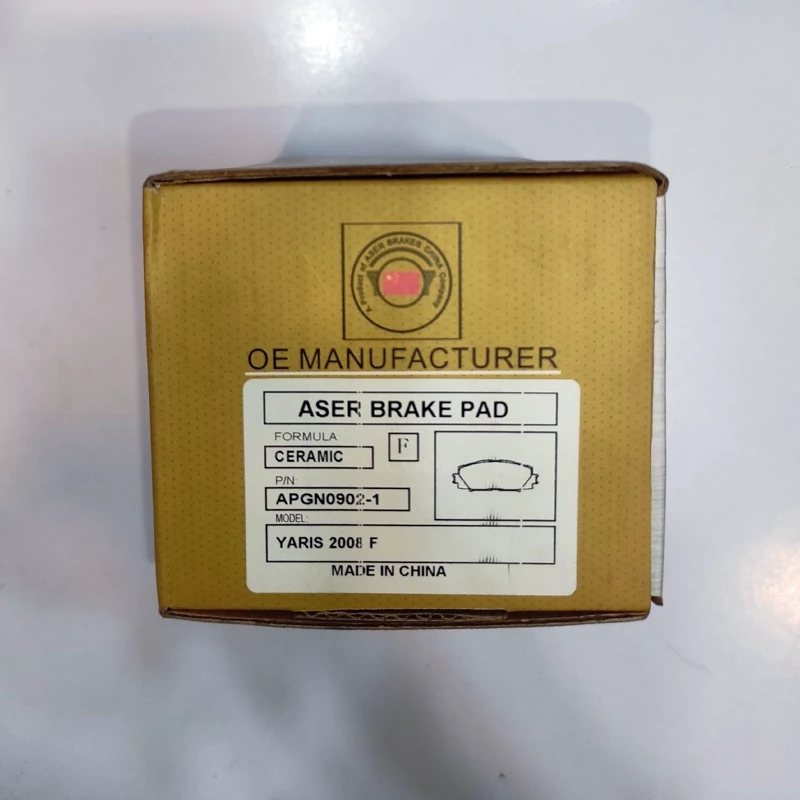 A Product of ASER BRAKES CHINA Company
OE MANUFACTURER
ASER BRAKE PAD
FORMULA
F
CERAMIC
P/N:
APGN0902-1
MODEL:
YARIS 2008 F
MADE IN CHINA